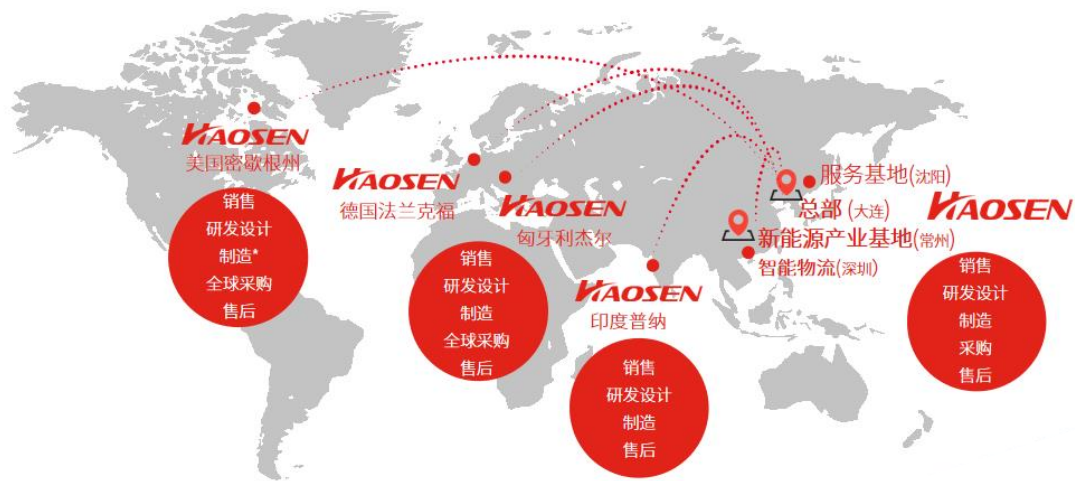 HAOSEN
美国密歇根州
销售
研发设计
制造*
全球采购
售后
HAOSEN
德国法兰克福
HAOSEN
匈牙利杰尔
销售
研发设计
制造
全球采购
售后
HAOSEN
印度普纳
销售
研发设计
制造
售后
服务基地(沈阳)
总部 (大连)
新能源产业基地(常州)
智能物流(深圳)
HAOSEN
销售
研发设计
制造
采购
售后